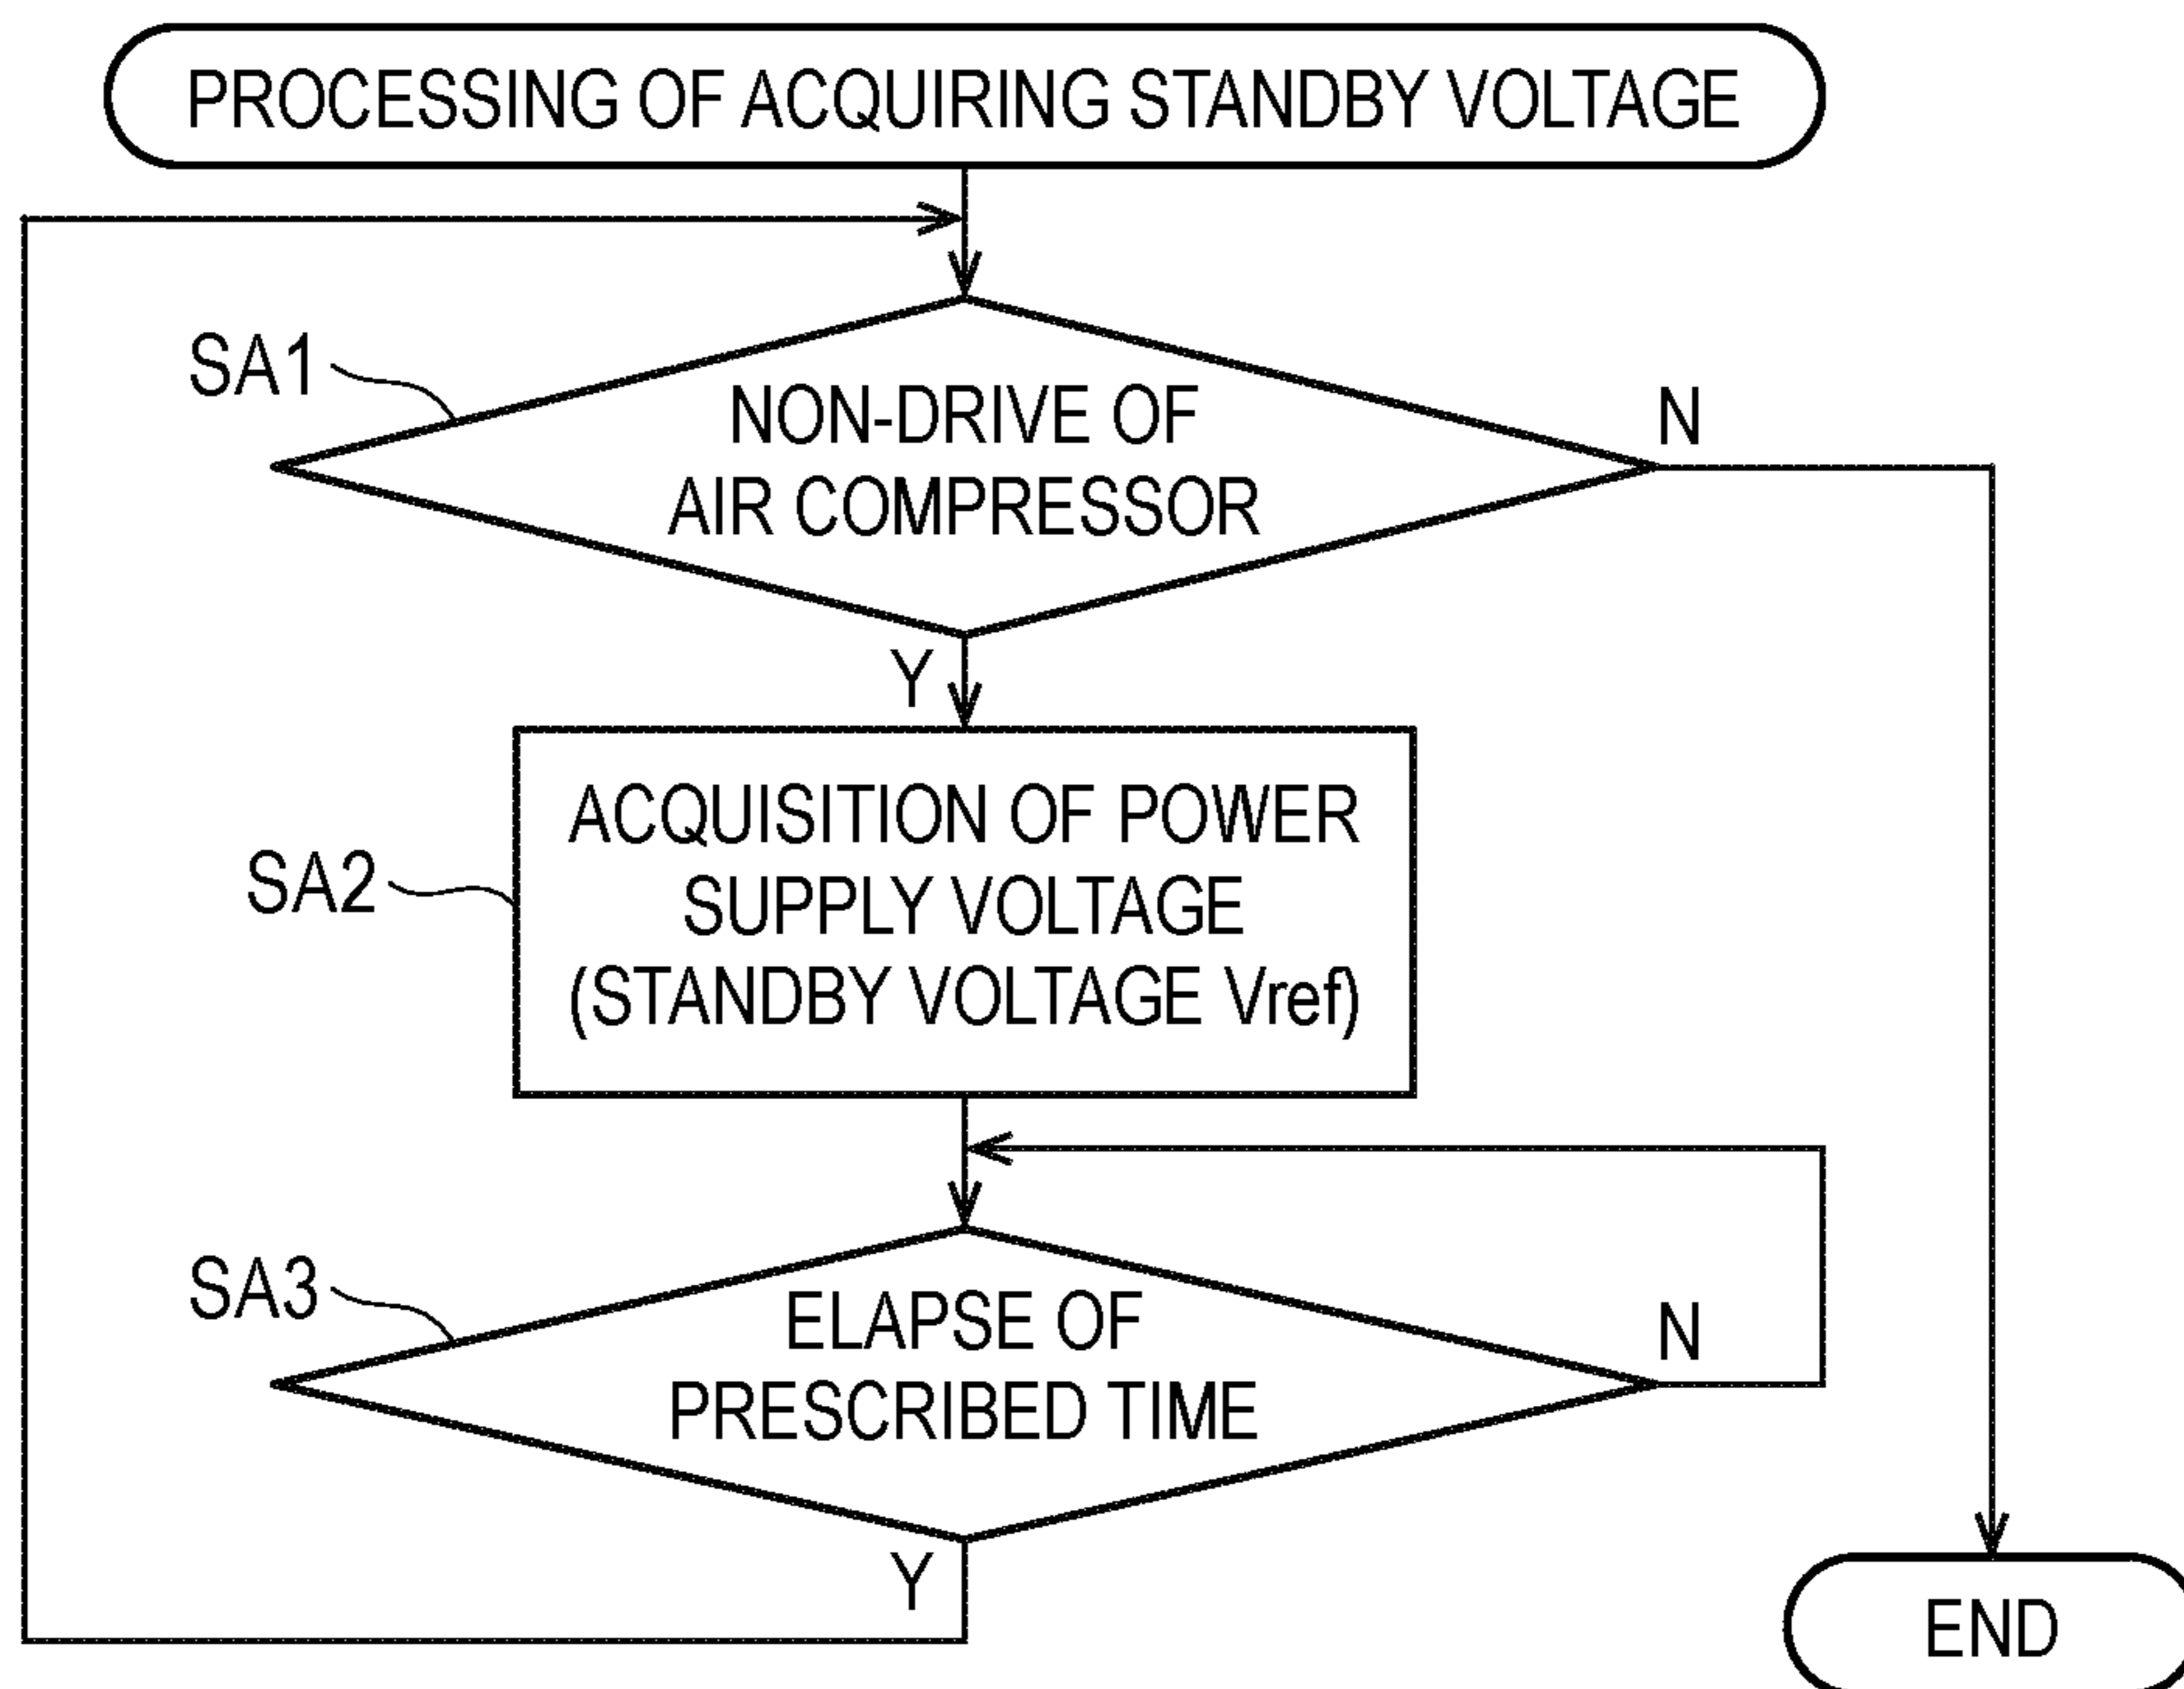 PROCESSING OF ACQUIRING STANDBY VOLTAGE
SA1
NON-DRIVE OF
AIR COMPRESSOR
N
Y
SA2
ACQUISITION OF POWER
SUPPLY VOLTAGE
(STANDBY VOLTAGE Vref)
SA3
ELAPSE OF
PRESCRIBED TIME
N
Y
END